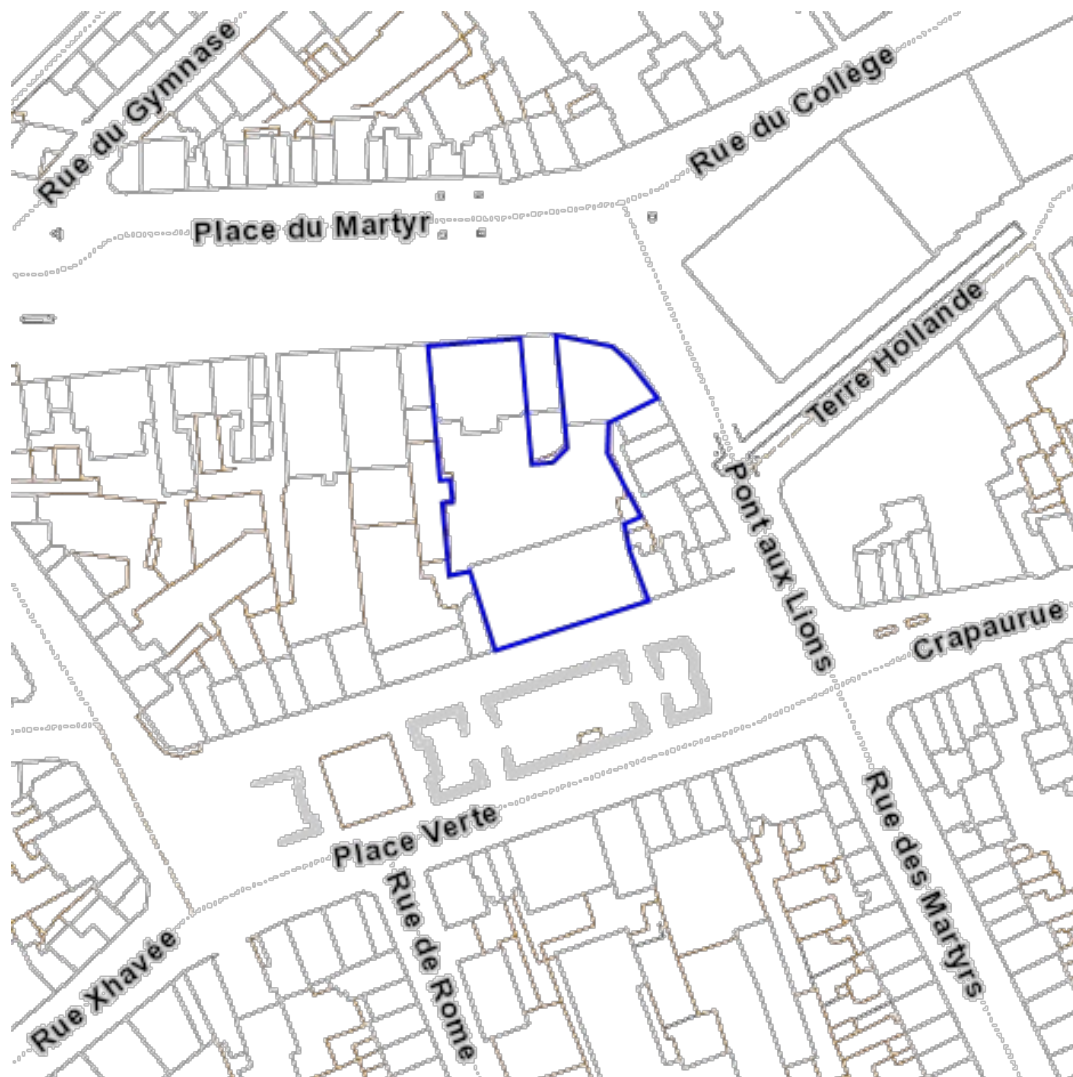 Rue du Gymnase
Rue du College
Place du Martyr
Terre Hollande
Pont aux Lions
Crapaurue
Place Verte
Rue des Martyrs
Rue de Rome
Rue Xhavée